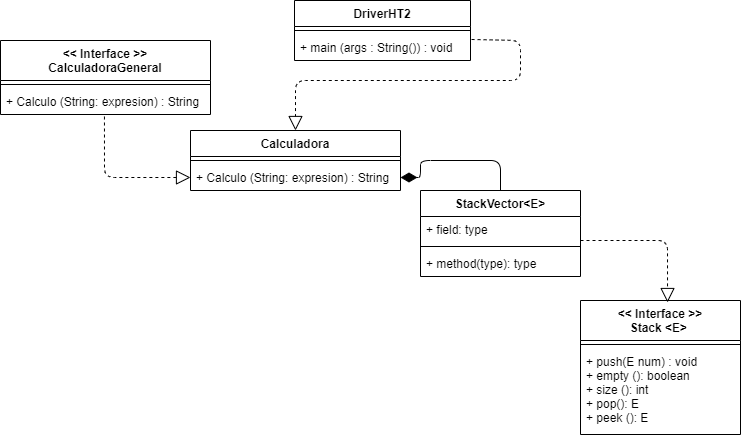 DriverHT2
+ main (args : String()) : void
<< Interface >>
CalculadoraGeneral
+ Calculo (String: expresion) : String
Calculadora
+ Calculo (String: expresion) : String
StackVector<E>
+ field: type
+ method(type): type
<< Interface >>
Stack <E>
+ push(E num) : void
+ empty (): boolean
+ size (): int
+ pop(): E
+ peek (): E